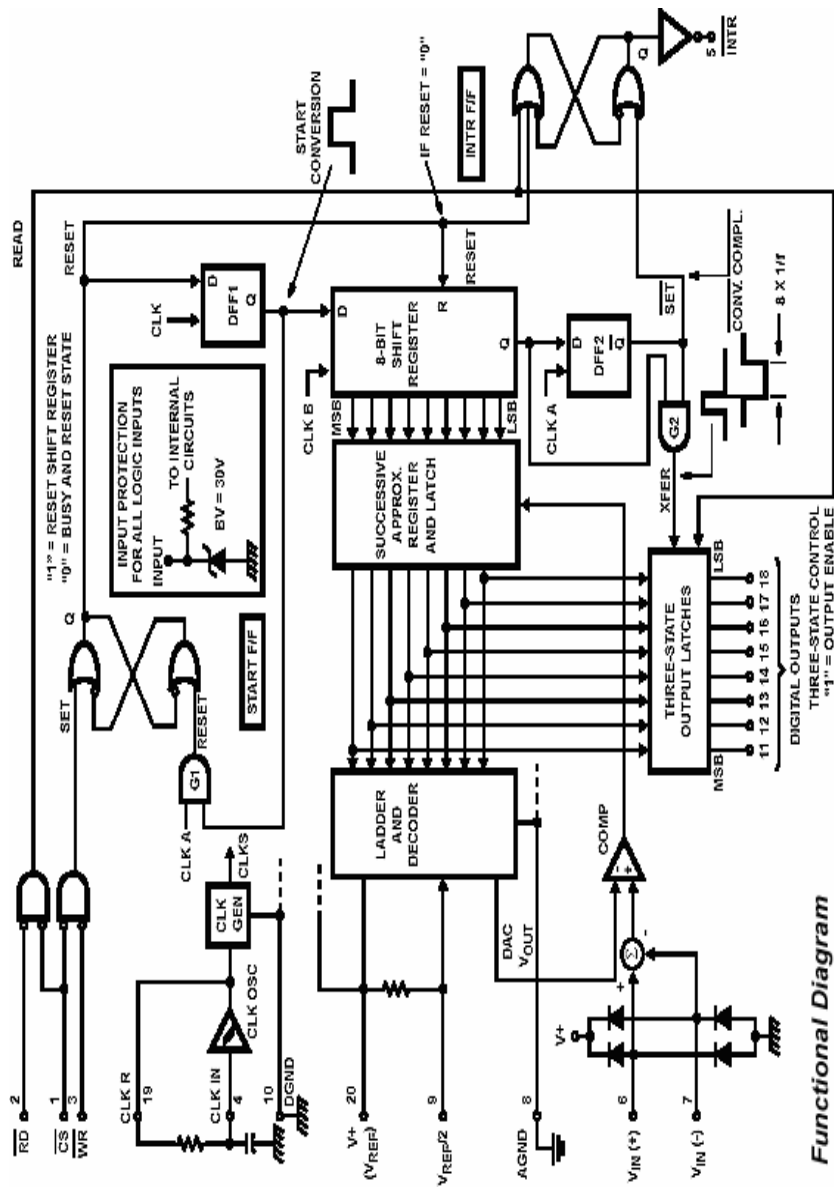 READ
"1" = RESET SHIFT REGISTER
"0" = BUSY AND RESET STATE
RESET
Q
SET
RD
2
CS
1
WR
3
CLK A
G1
RESET
START F/F
INPUT PROTECTION
FOR ALL LOGIC INPUTS
INPUT
TO INTERNAL
CIRCUITS
BV = 30V
CLK
D
DFF1
Q
START
CONVERSION
IF RESET = "0"
INTR F/F
Q
5
INTR
CLK R
19
CLK OSC
CLK IN
4
CLK
GEN
CLKS
10
DGND
CLK B
MSB
D
R
RESET
8-BIT
SHIFT
REGISTER
Q
LSB
SUCCESSIVE
APPROX.
REGISTER
AND LATCH
CLK A
D
DFF2
Q
SET
CONV. COMPL.
8 X 1/f
G2
XFER
20
V+
(VREF)
9
VREF/2
LADDER
AND
DECODER
DAC
VOUT
8
AGND
COMP
-
+
Σ
+
-
V+
6
VIN (+)
7
VIN (-)
THREE-STATE
OUTPUT LATCHES
MSB
LSB
11 12 13 14 15 16 17 18
DIGITAL OUTPUTS
THREE-STATE CONTROL
"1" = OUTPUT ENABLE
Functional Diagram